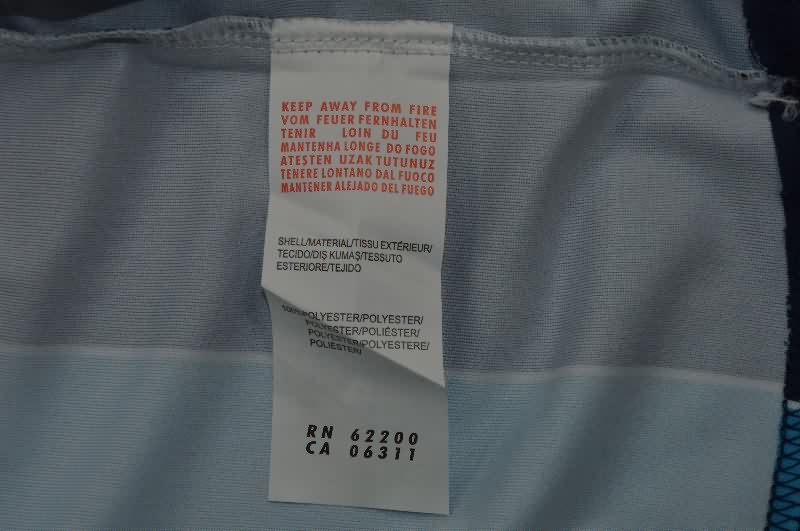 KEEP AWAY FROM FIRE
VOM FEUER FERNHALTEN
TENIR LOIN DU FEU
MANTENHA LONGE DO FOGO
ATESTEN UZAK TUTUNUZ
TENERE LONTANO DAL FUOCO
MANTENER ALEJADO DEL FUEGO
SHELL/MATERIAL/TISSU EXTÉRIEUR/
TECIDO/DIŞ KUMAŞ/TESSUTO
ESTERIORE/TEJIDO
100% POLYESTER/POLYESTER/
POLYESTER/POLIÉSTER/
POLYESTER/POLYESTERE/
POLIESTER/
RN 62200
CA 06311